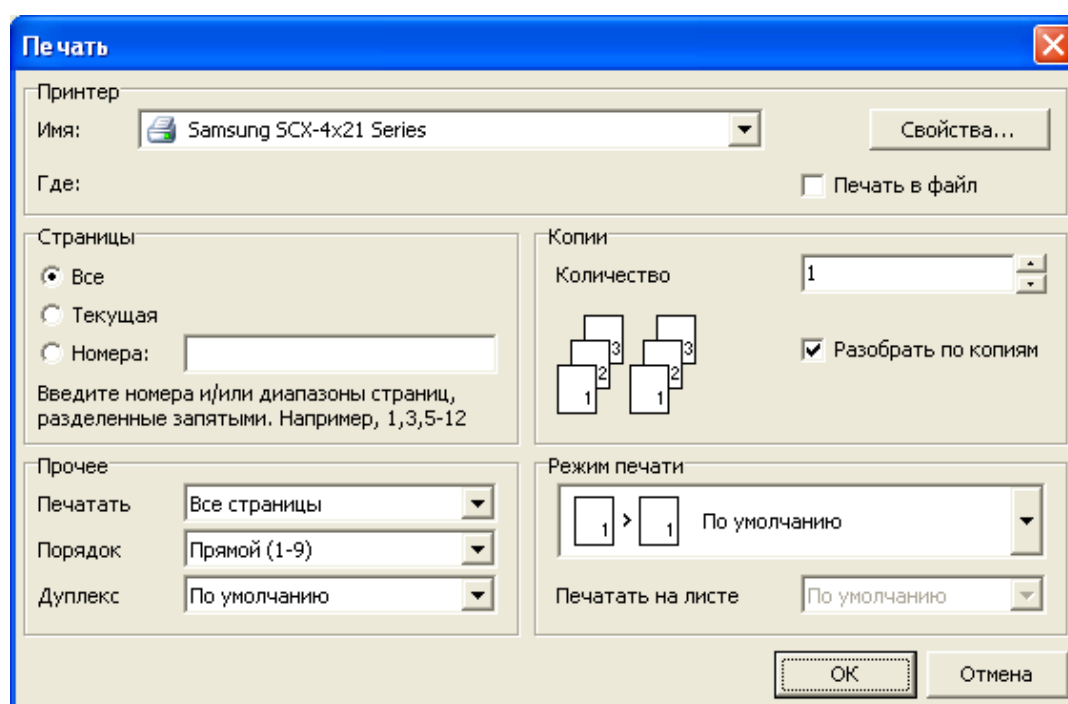 Печать
Принтер
Имя: Samsung SCX-4x21 Series Свойства...
Где: Печать в файл
Страницы
Все
Текущая
Номера:
Введите номера и/или диапазоны страниц,
разделенные запятыми. Например, 1,3,5-12
Копии
Количество 1
3 3
2 2
1 1
Разобрать по копиям
Прочее
Печатать Все страницы
Порядок Прямой (1-9)
Дуплекс По умолчанию
Режим печати
1 > 1 По умолчанию
Печатать на листе По умолчанию
ОК Отмена